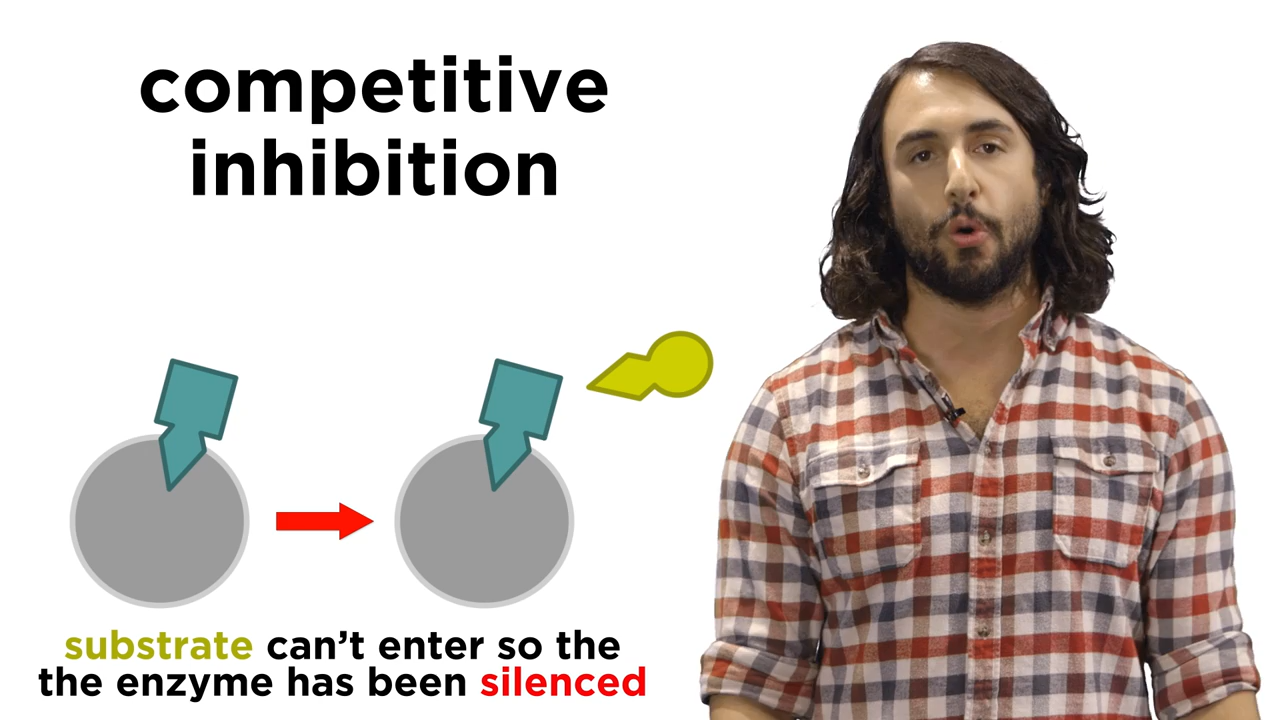 competitive
inhibition
substrate can’t enter so the
the enzyme has been silenced